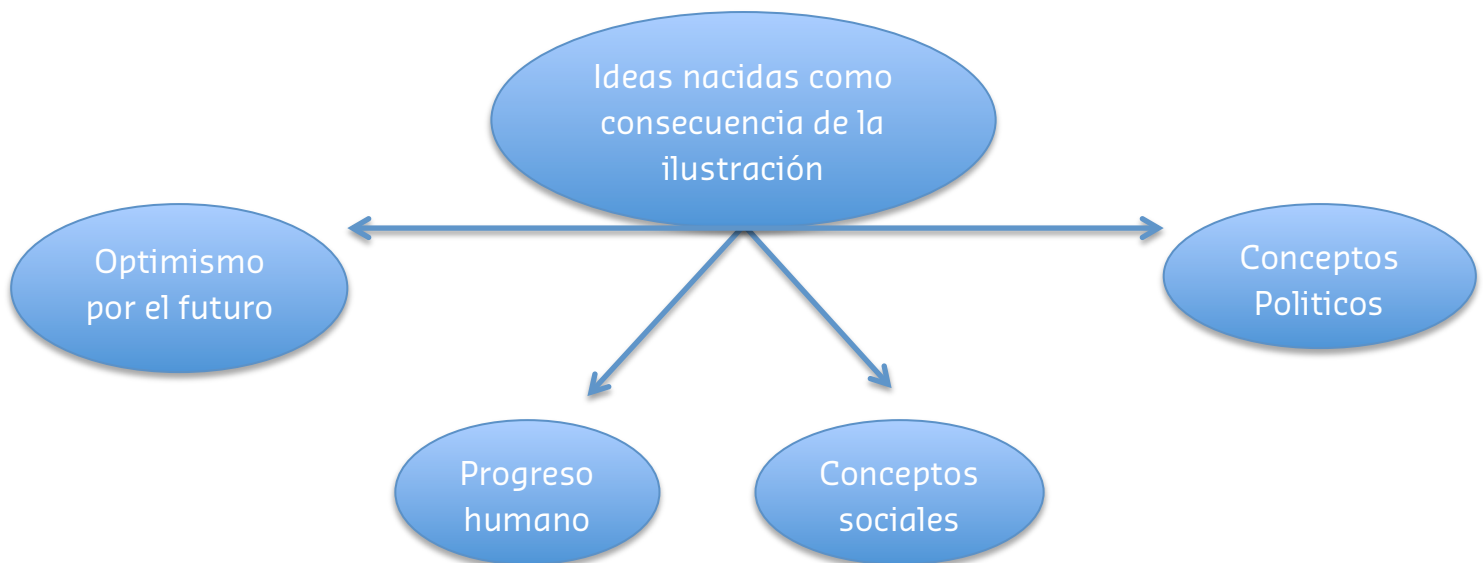 Ideas nacidas como
consecuencia de la
ilustración
Optimismo
por el futuro
Conceptos
Politicos
Progreso
humano
Conceptos
sociales